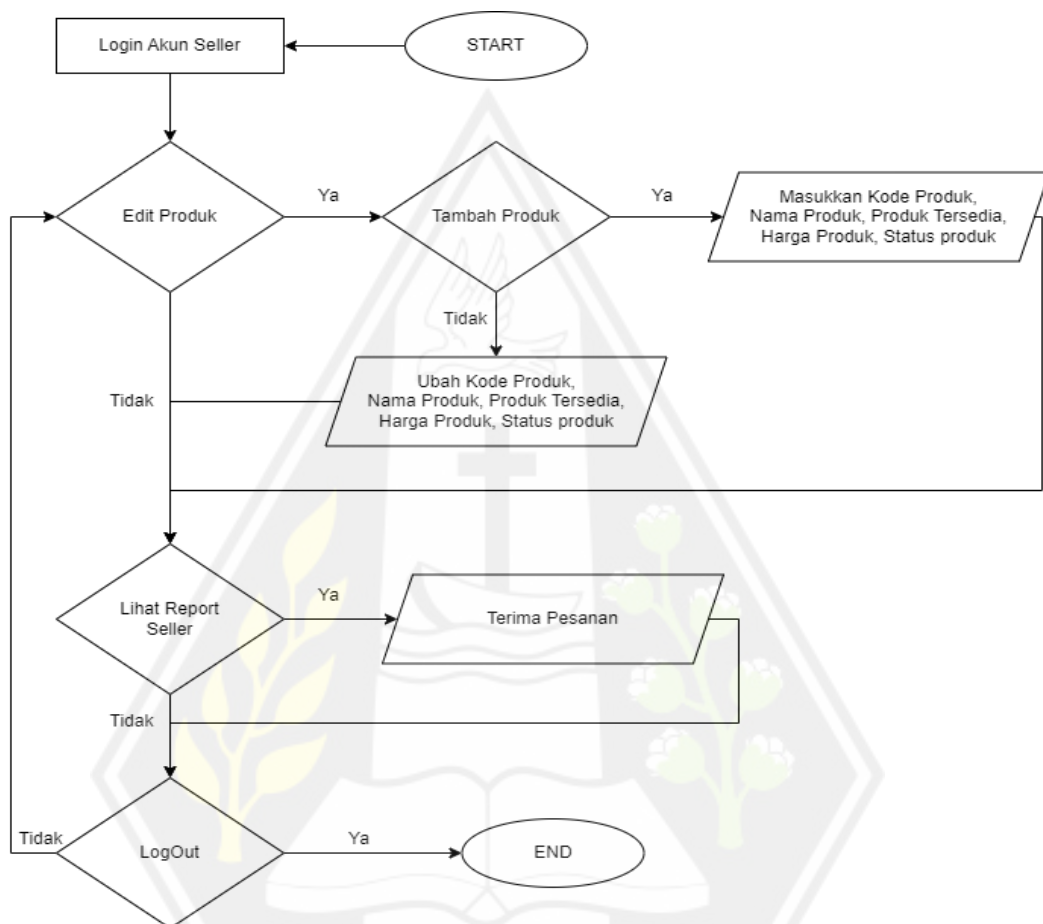 Login Akun Seller
START
Edit Produk
Ya
Tambah Produk
Ya
Masukkan Kode Produk,
Nama Produk, Produk Tersedia,
Harga Produk, Status produk
Tidak
Ubah Kode Produk,
Nama Produk, Produk Tersedia,
Harga Produk, Status produk
Tidak
Lihat Report
Seller
Ya
Terima Pesanan
Tidak
LogOut
Tidak
Ya
END